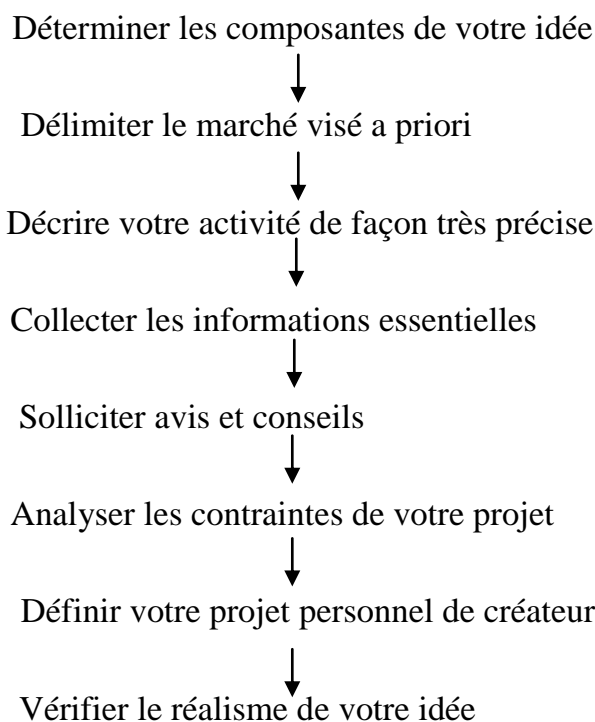 Déterminer les composantes de votre idée
Délimiter le marché visé a priori
Décrire votre activité de façon très précise
Collecter les informations essentielles
Solliciter avis et conseils
Analyser les contraintes de votre projet
Définir votre projet personnel de créateur
Vérifier le réalisme de votre idée